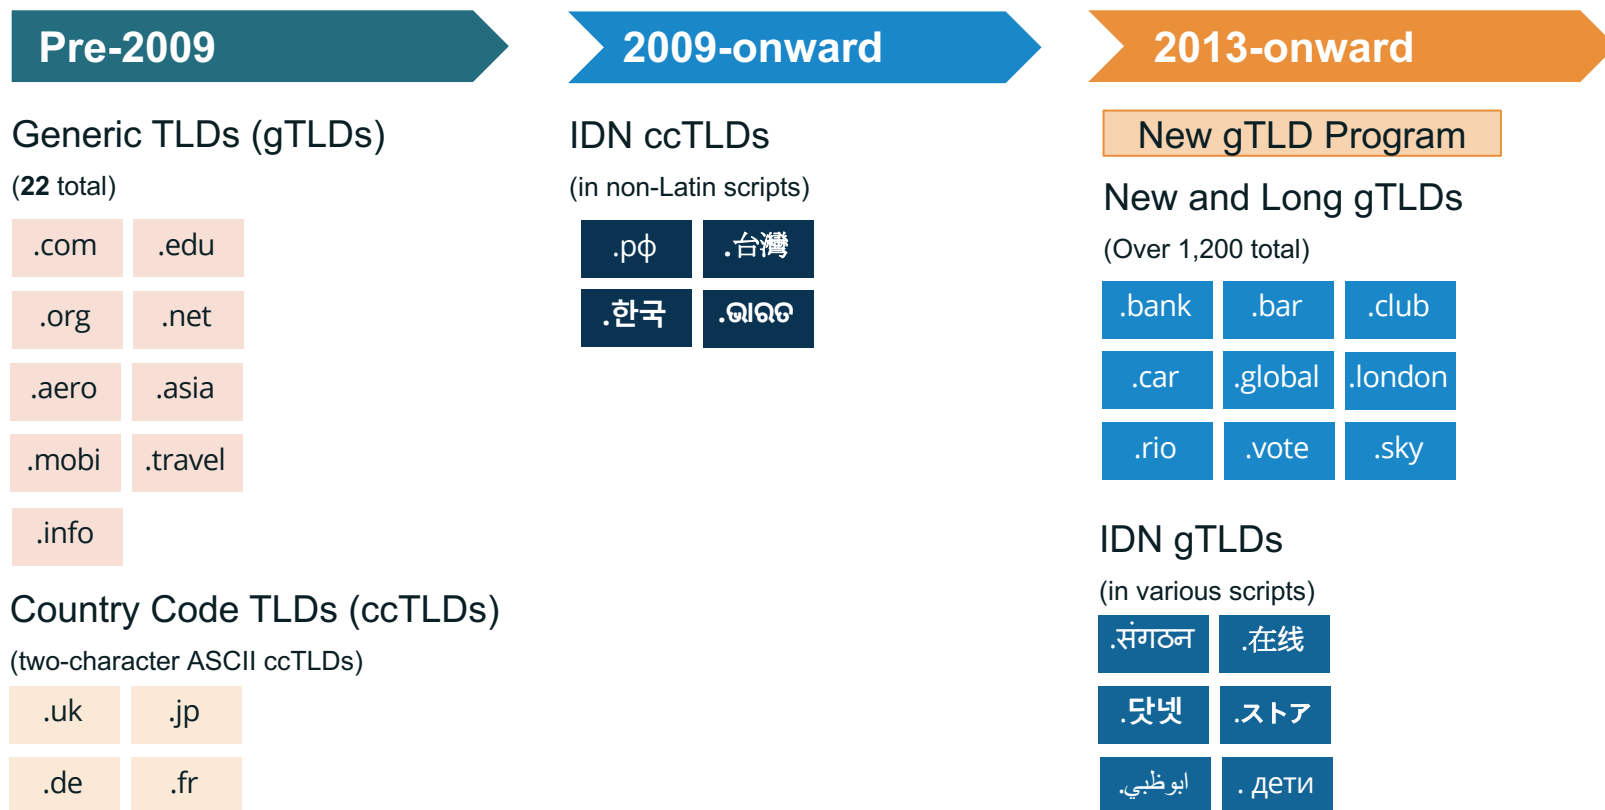 Pre-2009
Generic TLDs (gTLDs)
(22 total)
.com .edu
.org .net
.aero .asia
.mobi .travel
.info
Country Code TLDs (ccTLDs)
(two-character ASCII ccTLDs)
.uk .jp
.de .fr
2009-onward
IDN ccTLDs
(in non-Latin scripts)
.рф .台灣
.한국 .ଭାରତ
2013-onward
New gTLD Program
New and Long gTLDs
(Over 1,200 total)
.bank .bar .club
.car .global .london
.rio .vote .sky
IDN gTLDs
(in various scripts)
.संगठन .在线
.닷넷 .ストア
.ابوظبي . дети